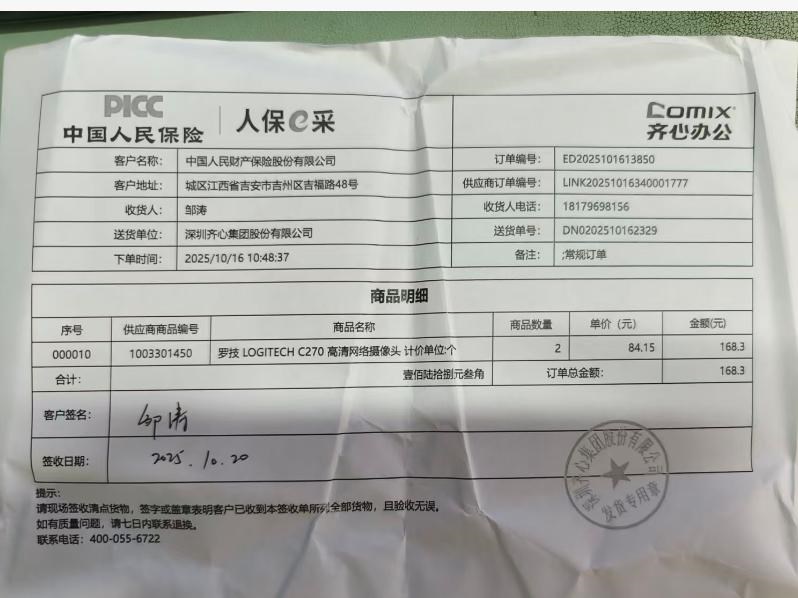 PICC
中国人民保险 人保e采
COMIX
齐心办公
客户名称： 中国人民财产保险股份有限公司 订单编号： ED2025101613850
客户地址： 城区江西省吉安市吉州区吉福路48号 供应商订单编号： LINK20251016340001777
收货人： 邹涛 收货人电话： 18179698156
送货单位： 深圳齐心集团股份有限公司 送货单号： DN0202510162329
下单时间： 2025/10/16 10:48:37 备注： ;常规订单
商品明细
序号 供应商商品编号 商品名称 商品数量 单价（元） 金额(元)
000010 1003301450 罗技 LOGITECH C270 高清网络摄像头 计价单位:个 2 84.15 168.3
合计： 壹佰陆拾捌元叁角 订单总金额： 168.3
客户签名： 邹涛
签收日期： 2025.10.20
深圳齐心集团股份有限公司
发货专用章
提示：
请现场签收清点货物，签字或盖章表明客户已收到本签收单所列全部货物，且验收无误。
如有质量问题，请七日内联系退换。
联系电话：400-055-6722